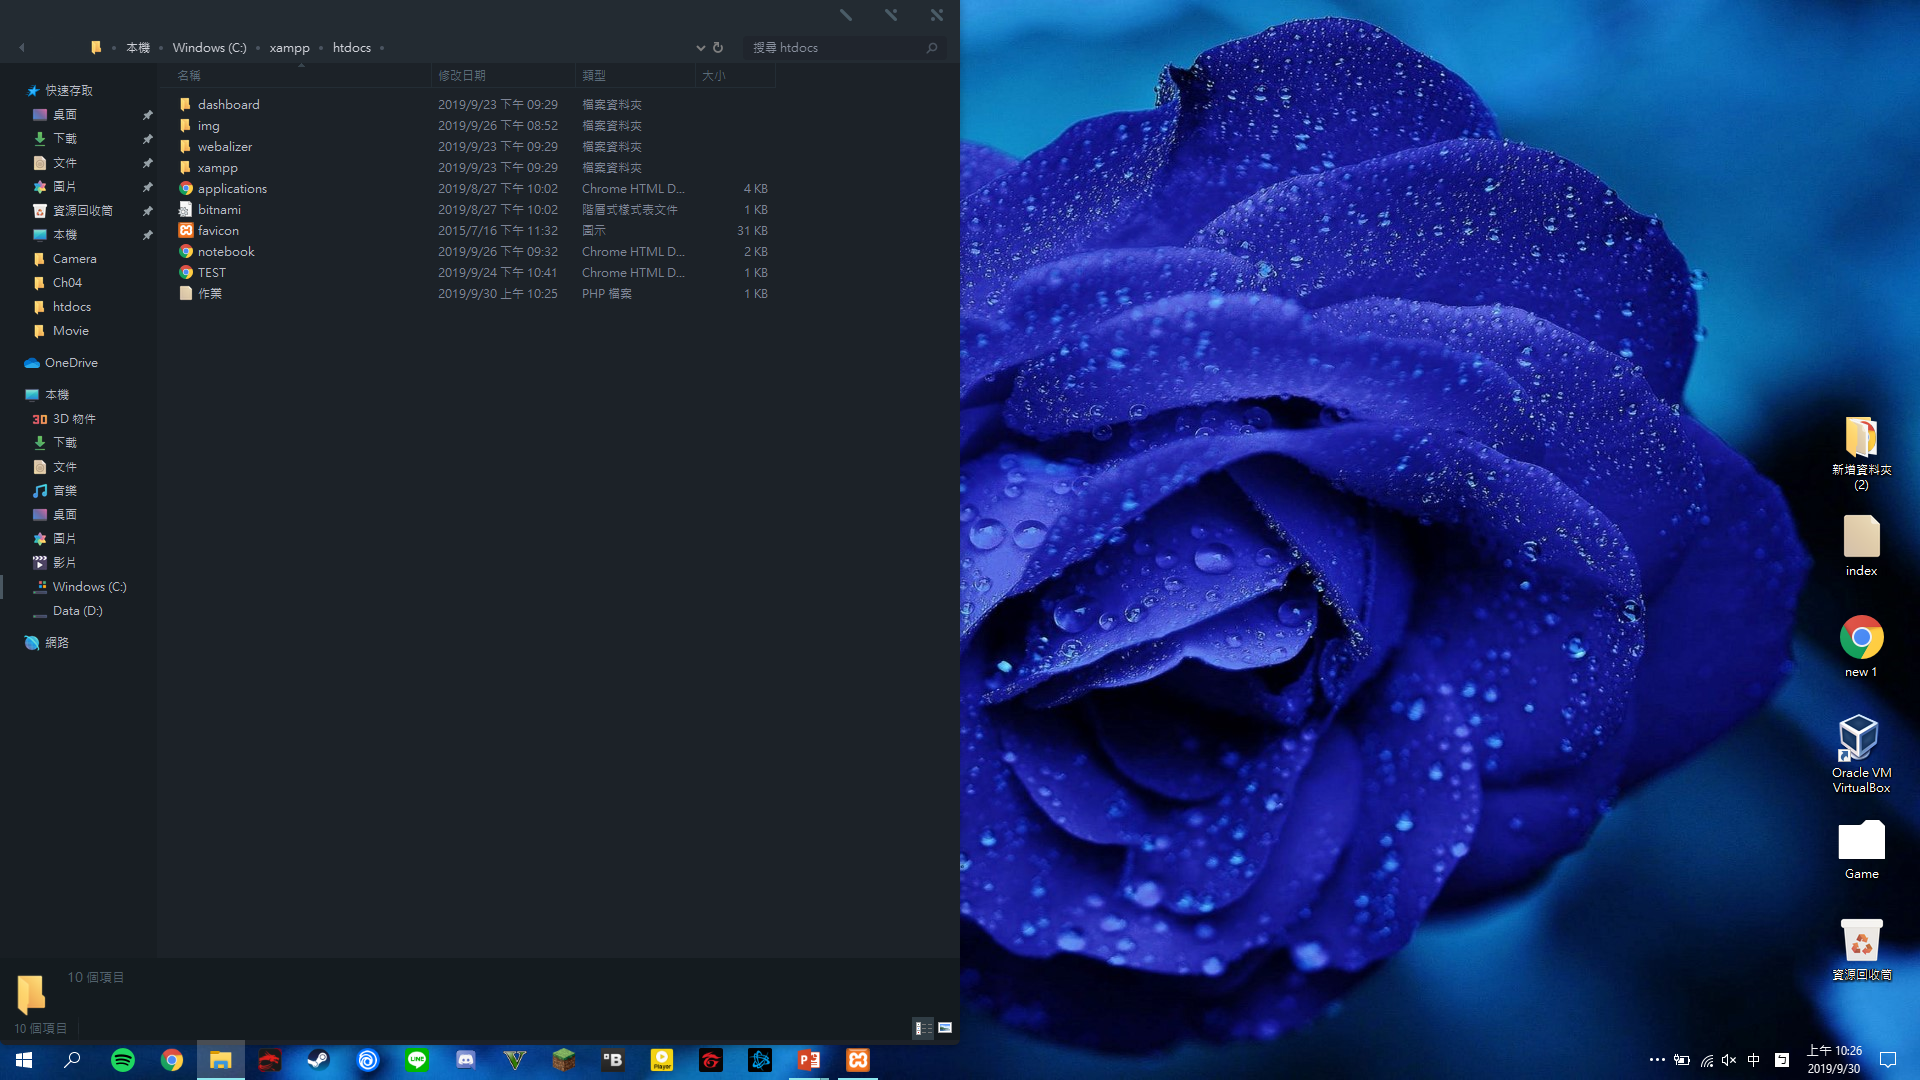 本機 Windows (C:) xampp htdocs 搜尋 htdocs
名稱 修改日期 類型 大小
快速存取
桌面
下載
文件
圖片
資源回收筒
本機
Camera
Ch04
htdocs
Movie
OneDrive
本機
3D 物件
下載
文件
音樂
桌面
圖片
影片
Windows (C:)
Data (D:)
網路
dashboard 2019/9/23 下午 09:29 檔案資料夾
img 2019/9/26 下午 08:52 檔案資料夾
webalizer 2019/9/23 下午 09:29 檔案資料夾
xampp 2019/9/23 下午 09:29 檔案資料夾
applications 2019/8/27 下午 10:02 Chrome HTML D... 4 KB
bitnami 2019/8/27 下午 10:02 階層式樣式表文件 1 KB
favicon 2015/7/16 下午 11:32 圖示 31 KB
notebook 2019/9/26 下午 09:32 Chrome HTML D... 2 KB
TEST 2019/9/24 下午 10:41 Chrome HTML D... 1 KB
作業 2019/9/30 上午 10:25 PHP 檔案 1 KB
10 個項目
10 個項目
新增資料夾
(2)
index
new 1
Oracle VM
VirtualBox
Game
資源回收筒
LINE
B
Player
中
ㄅ
上午 10:26
2019/9/30